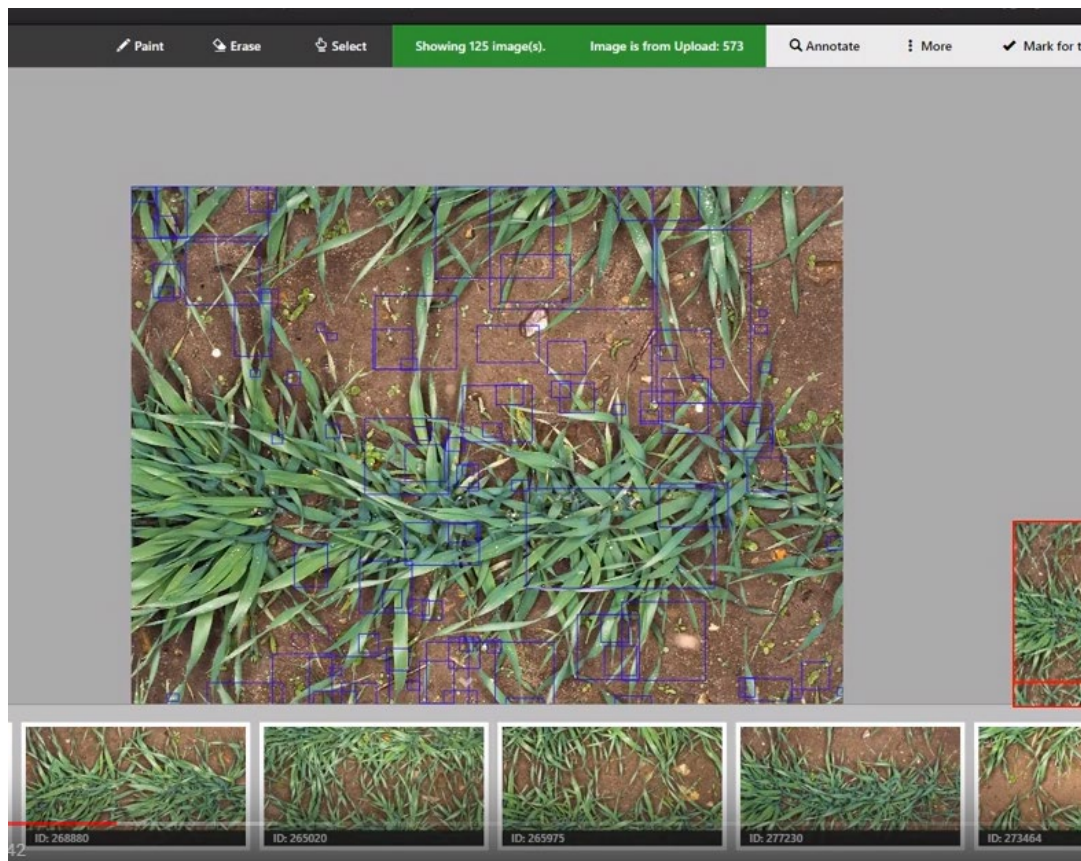 Paint Erase Select Showing 125 image(s). Image is from Upload: 573 Annotate More Mark for t
ID: 268880 ID: 265020 ID: 265975 ID: 277230 ID: 273464
42